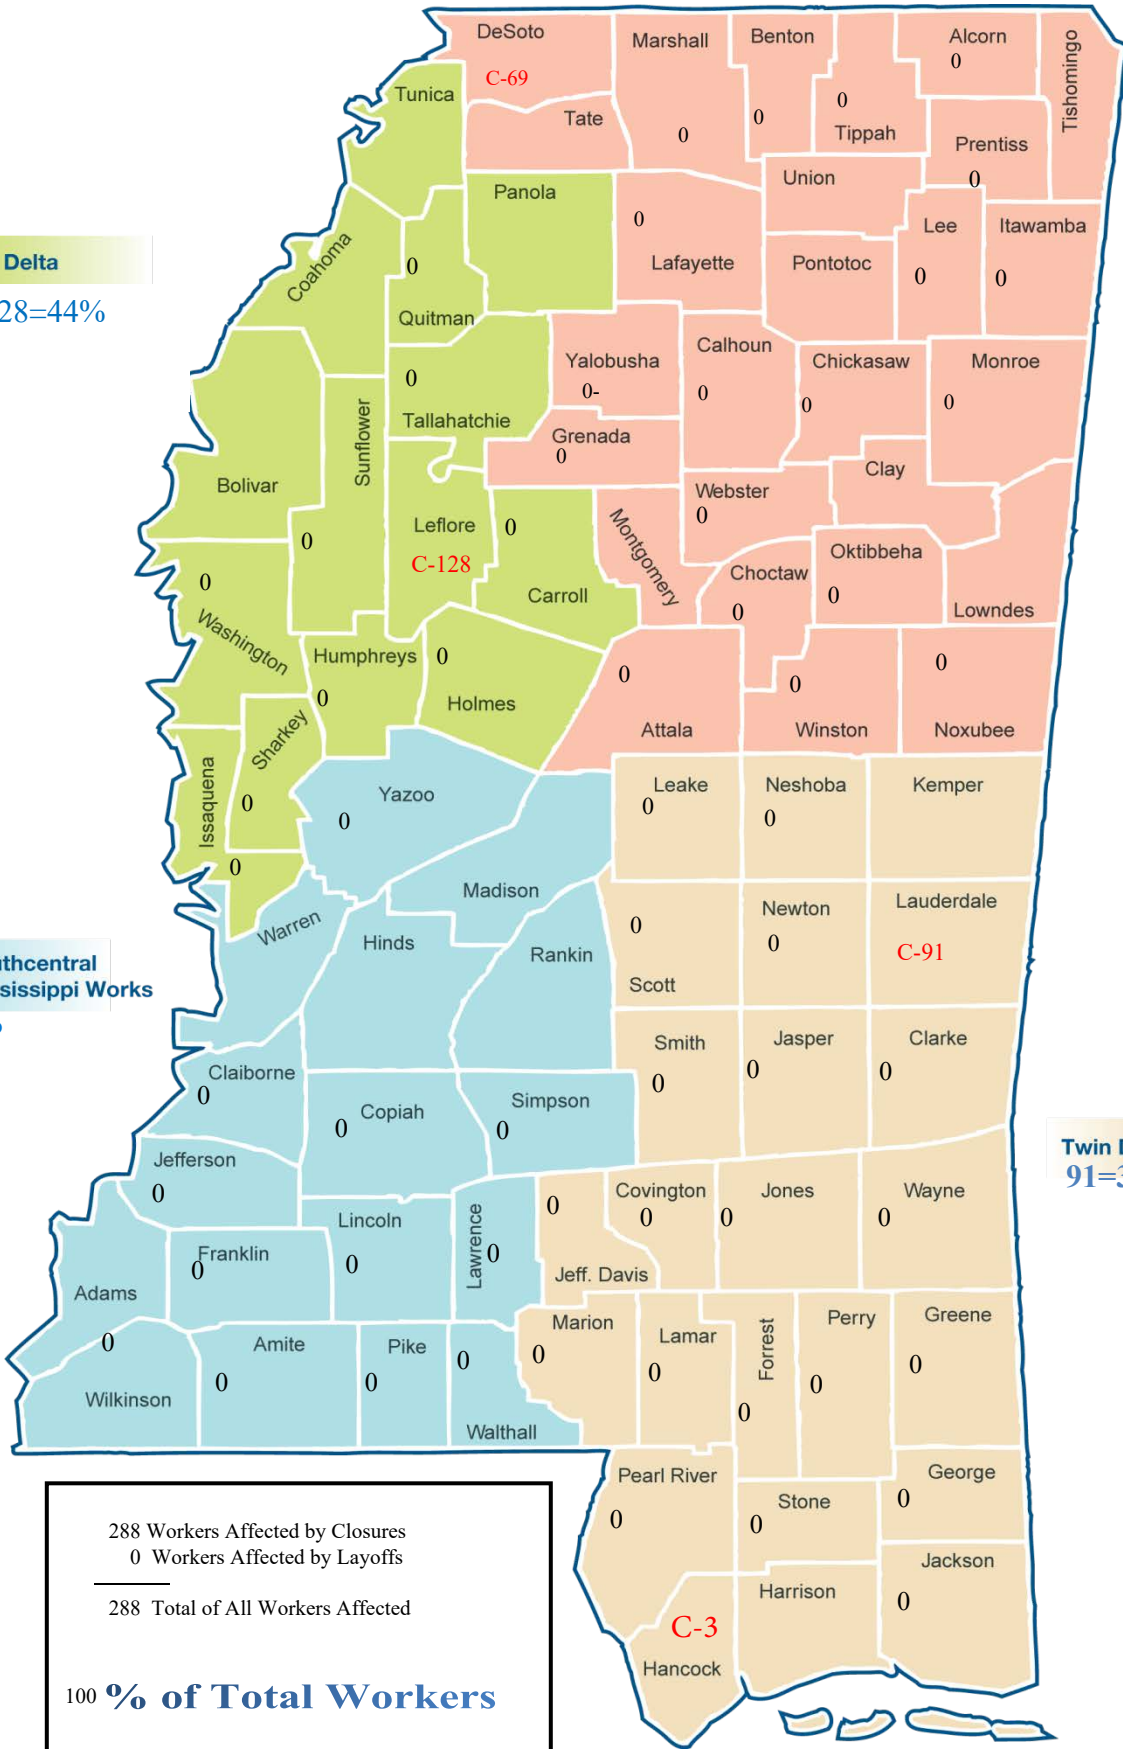 DeSoto
C-69
Marshall
0
Benton
0
0
Tippah
Alcorn
0
Tishomingo
Tunica
Tate
Prentiss
0
Panola
Union
0
Lafayette
Pontotoc
Lee
0
Itawamba
0
Delta
28=44%
Coahoma
0
Quitman
0
Tallahatchie
Yalobusha
0-
Calhoun
0
Chickasaw
0
Monroe
0
Bolivar
Sunflower
0
Grenada
0
Clay
Leflore
C-128
0
Carroll
Montgomery
Webster
0
Choctaw
0
Oktibbeha
0
Lowndes
0
Washington
Humphreys
0
0
Holmes
0
Attala
0
Winston
0
Noxubee
Issaquena
0
Sharkey
0
Yazoo
0
Leake
0
Neshoba
0
Kemper
Madison
Warren
Hinds
Rankin
0
Scott
Newton
0
Lauderdale
C-91
thcentral
sissippi Works
Claiborne
0
Copiah
0
Simpson
0
Smith
0
Jasper
0
Clarke
0
Twin
91=3
Jefferson
0
Lincoln
0
Lawrence
0
0
Jeff. Davis
Covington
0
Jones
0
Wayne
0
Franklin
0
Adams
0
Wilkinson
Amite
0
Pike
0
0
Walthall
Marion
0
Lamar
0
Forrest
0
Perry
0
Greene
0
Pearl River
0
Stone
0
George
0
Harrison
Jackson
0
C-3
Hancock
288 Workers Affected by Closures
0 Workers Affected by Layoffs
288 Total of All Workers Affected
100 % of Total Workers